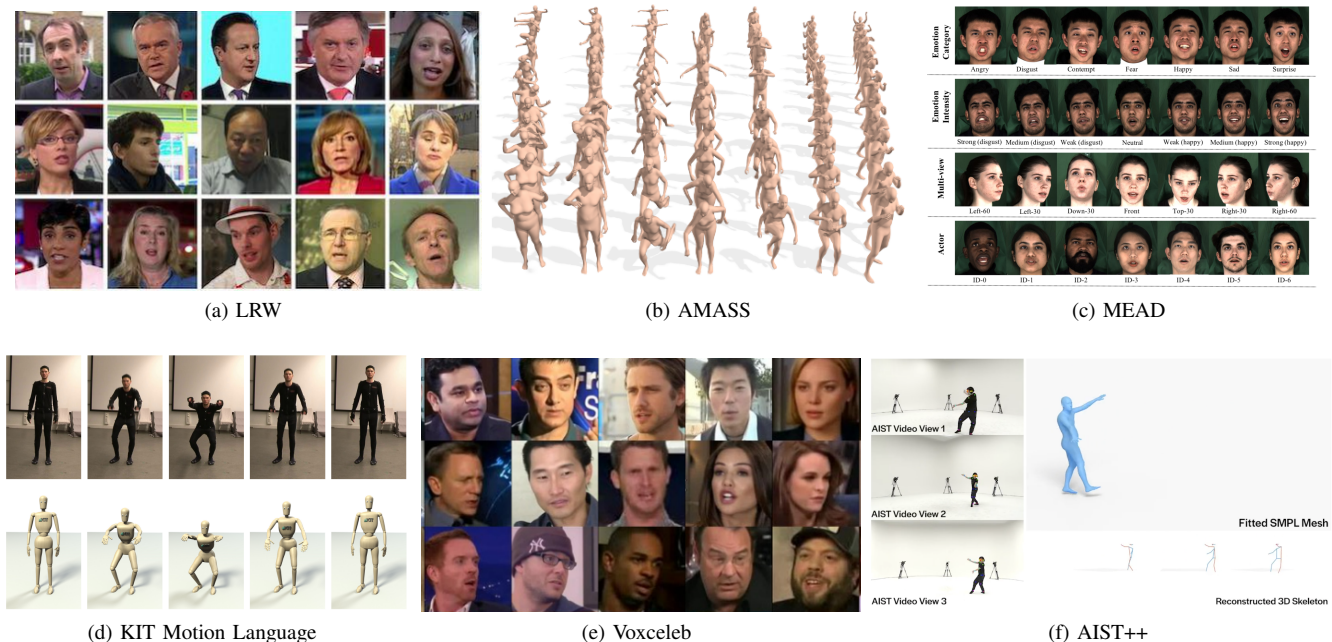 Emotion
Category
Angry Disgust Contempt Fear Happy Sad Surprise
Emotion
Intensity
Strong (disgust) Medium (disgust) Weak (disgust) Neutral Weak (happy) Medium (happy) Strong (happy)
Multi-view
Left-60 Left-30 Down-30 Front Top-30 Right-30 Right-60
Actor
ID-0 ID-1 ID-2 ID-3 ID-4 ID-5 ID-6
(a) LRW
(b) AMASS
(c) MEAD
AIST Video View 1
AIST Video View 2
AIST Video View 3
Fitted SMPL Mesh
Reconstructed 3D Skeleton
(d) KIT Motion Language
(e) Voxceleb
(f) AIST++